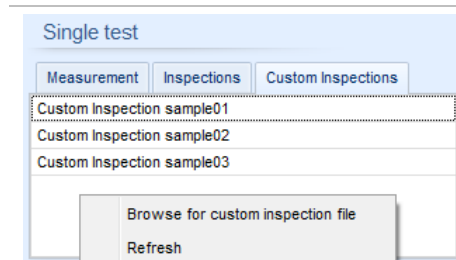 Single test
Measurement Inspections Custom Inspections
Custom Inspection sample01
Custom Inspection sample02
Custom Inspection sample03
Browse for custom inspection file
Refresh